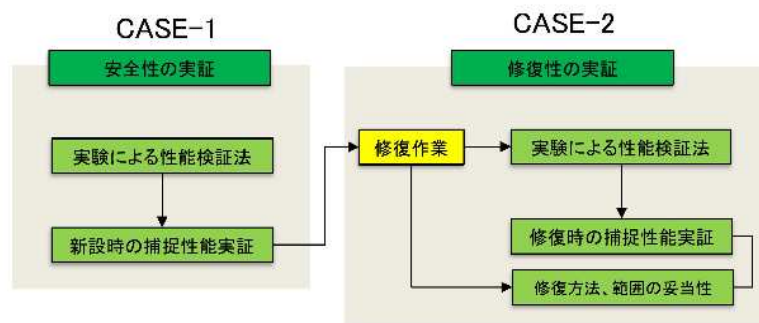 CASE-1
安全性の実証
実験による性能検証法
新設時の捕捉性能実証
CASE-2
修復性の実証
修復作業
実験による性能検証法
修復時の捕捉性能実証
修復方法、範囲の妥当性